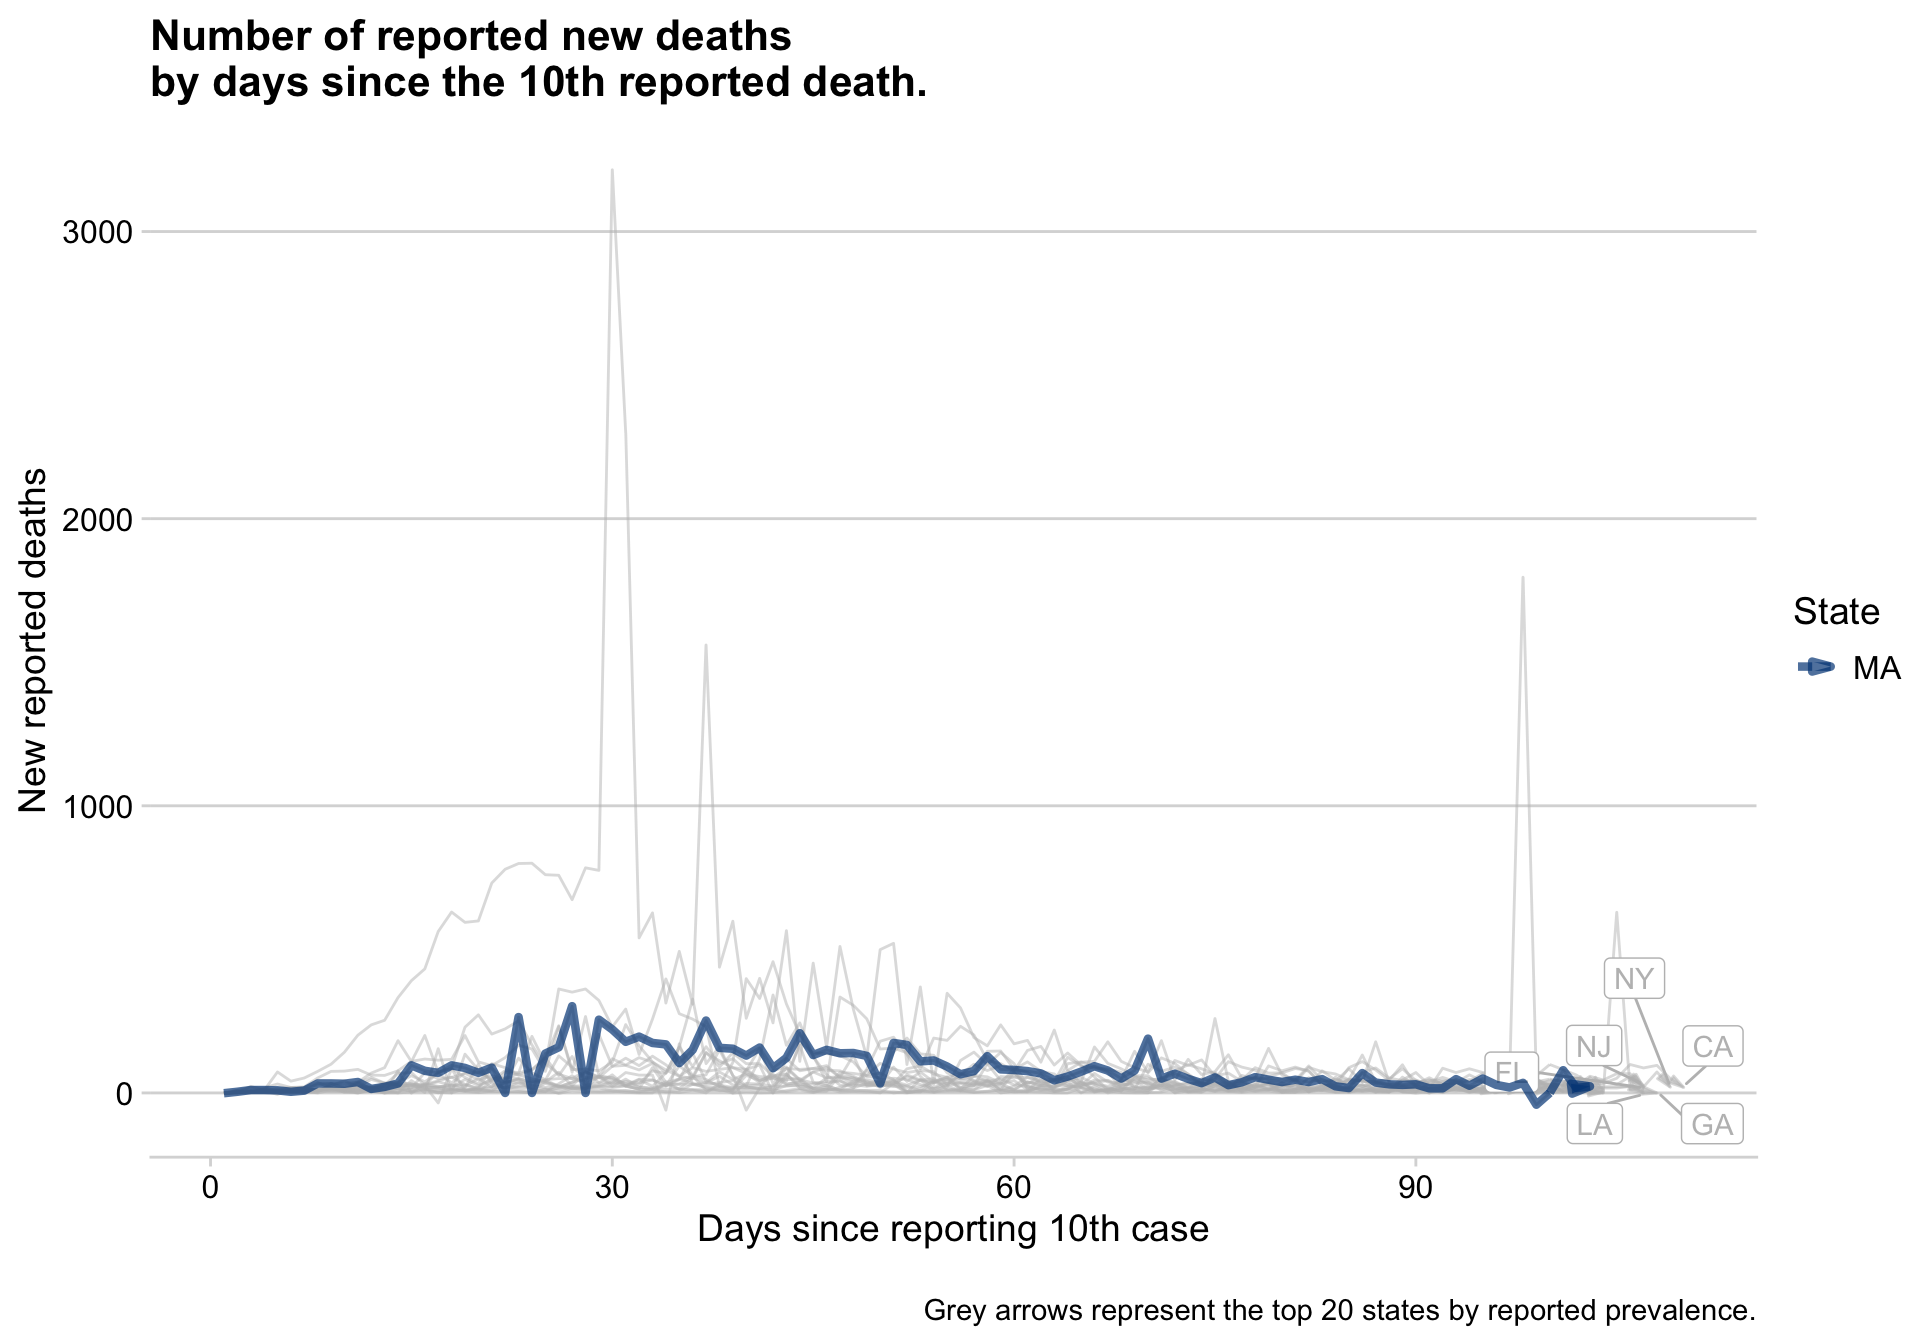 Number of reported new deaths
by days since the 10th reported death.
3000
2000
1000
0
New reported deaths
NY
NJ
CA
FL
LA
GA
0
30
60
90
Days since reporting 10th case
State
MA
Grey arrows represent the top 20 states by reported prevalence.